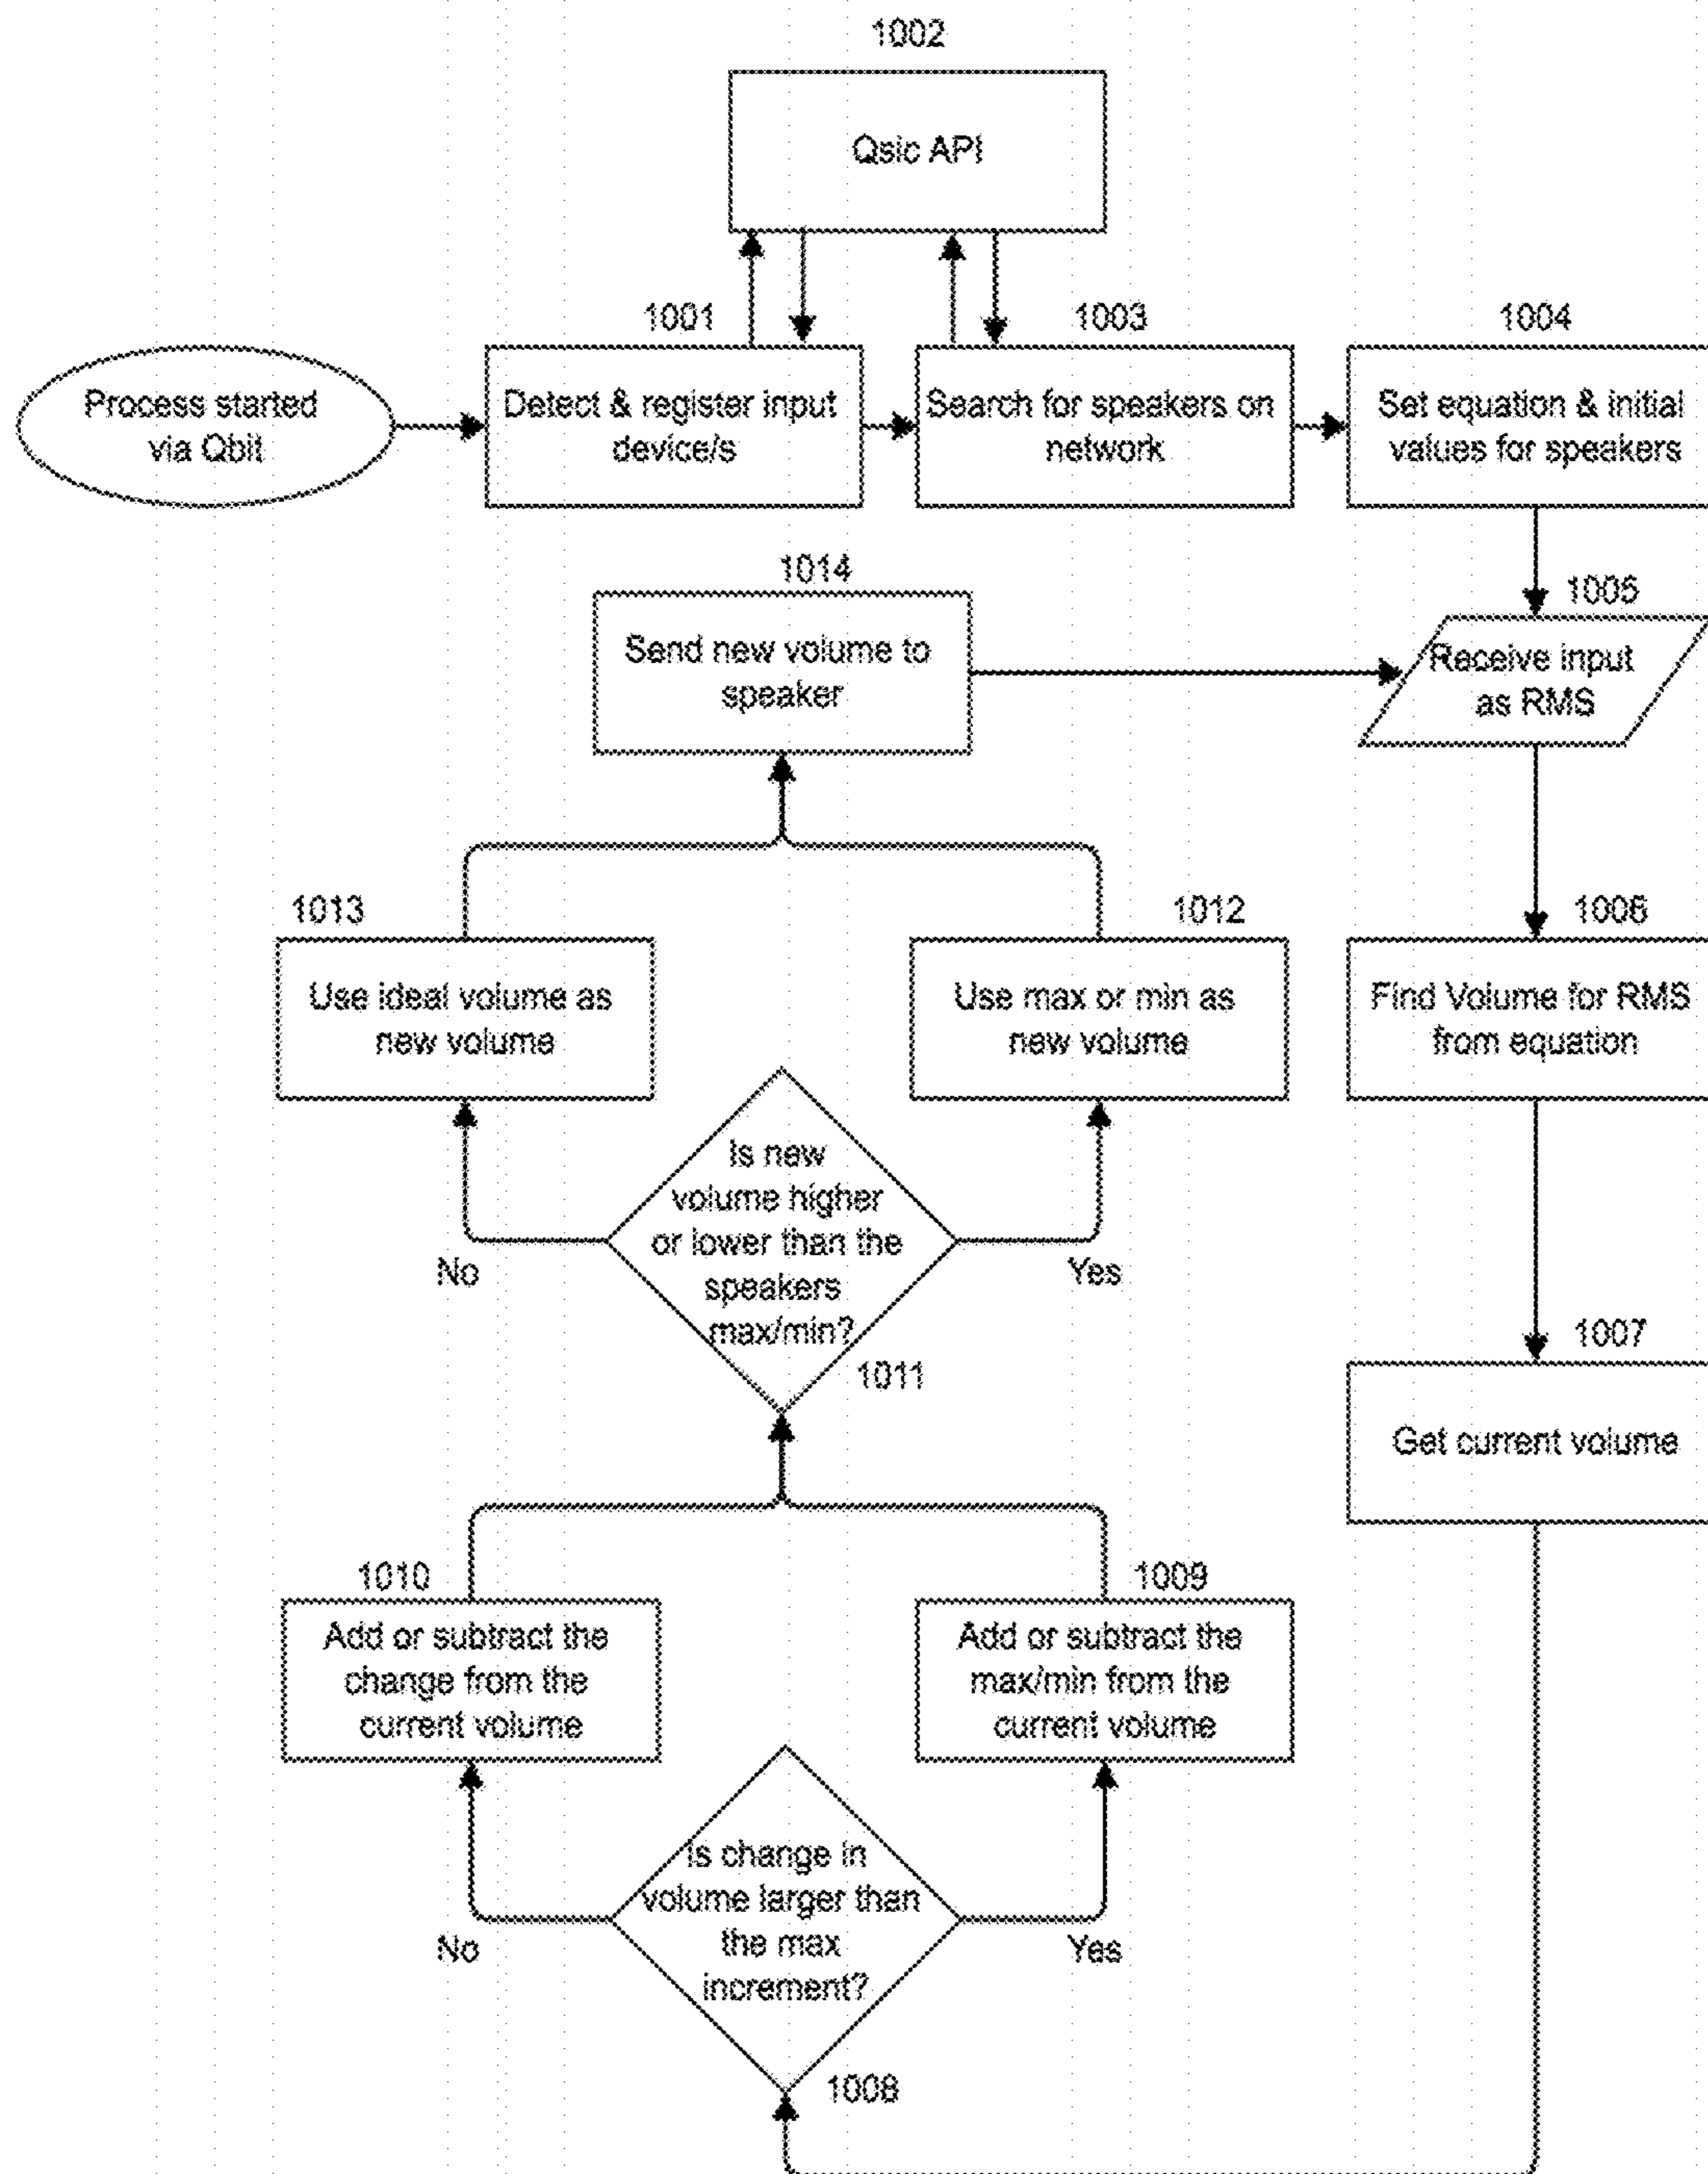 1002
Qsic API
1001
1003
1004
Process started
via Qbit
Detect & register input
device/s
Search for speakers on
network
Set equation & initial
values for speakers
1014
1005
Send new volume to
speaker
Receive input
as RMS
1013
1012
1006
Use ideal volume as
new volume
Use max or min as
new volume
Find Volume for RMS
from equation
Is new
volume higher
or lower than the
speakers
max/min?
No
Yes
1011
1007
Get current volume
1010
1009
Add or subtract the
change from the
current volume
Add or subtract the
max/min from the
current volume
Is change in
volume larger than
the max
increment?
No
Yes
1008